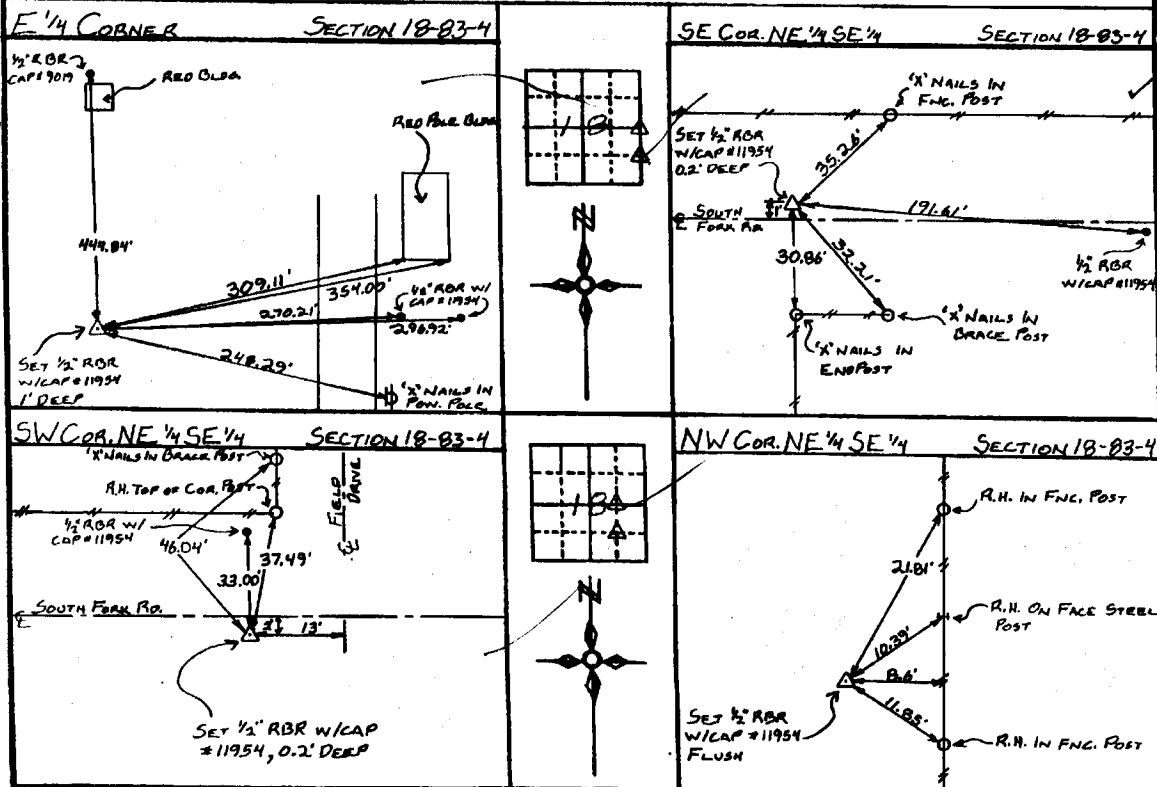 E 1/4 CORNER SECTION 18-83-4
1/2" RBR
CAP # 9019
RED BLDG
RED POLE BLDG
449.84'
309.11'
354.00'
270.21'
1/2" RBR W/
CAP #11954
296.92'
248.29'
SET 1/2" RBR
W/CAP #11954
1' DEEP
"X" NAILS IN
POW. POLE
18
N
SE COR. NE 1/4 SE 1/4 SECTION 18-83-4
"X" NAILS IN
FNC. POST
SET 1/2" RBR
W/CAP #11954
0.2' DEEP
35.26'
1'
191.61'
℄ SOUTH
FORK RD
30.86'
32.21'
1/2" RBR
W/CAP #11954
"X" NAILS IN
BRACE POST
"X" NAILS IN
END POST
SW COR. NE 1/4 SE 1/4 SECTION 18-83-4
"X" NAILS IN BRACE POST
R.H. TOP OF COR. POST
1/2" RBR W/
CAP #11954
℄ FIELD
DRIVE
46.04'
37.49'
33.00'
℄ SOUTH FORK RD.
2'
13'
SET 1/2" RBR W/CAP
#11954, 0.2' DEEP
18
N
NW COR. NE 1/4 SE 1/4 SECTION 18-83-4
R.H. IN FNC. POST
21.81'
R.H. ON FACE STEEL
POST
10.39'
8.6'
11.85'
SET 1/2" RBR
W/CAP #11954
FLUSH
R.H. IN FNC. POST